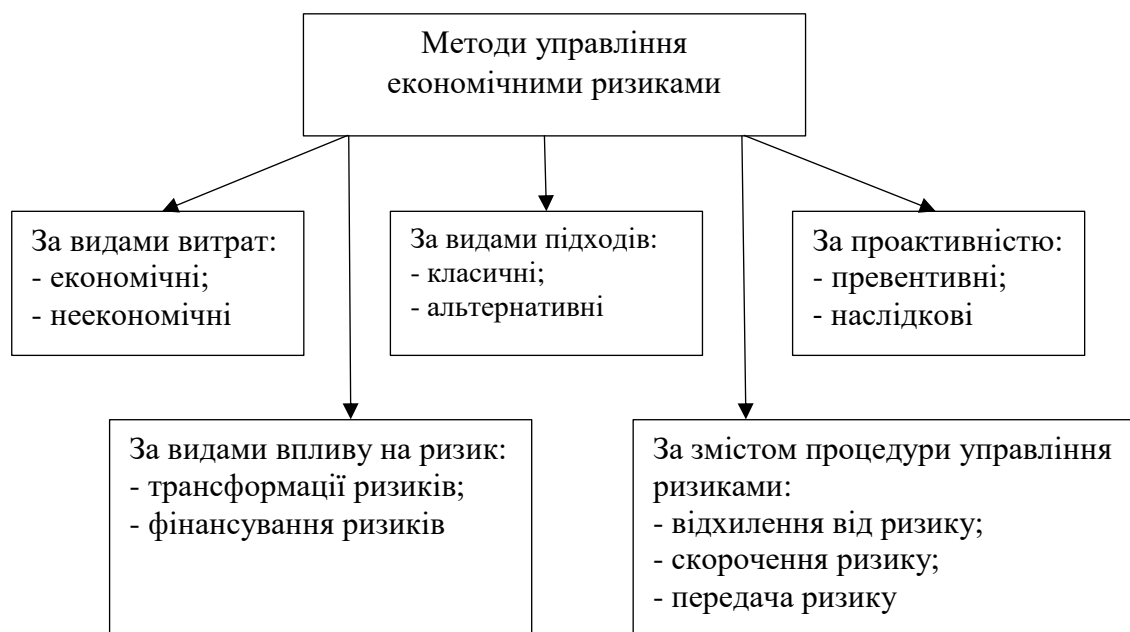 Методи управління
економічними ризиками
За видами витрат:
- економічні;
- неекономічні
За видами підходів:
- класичні;
- альтернативні
За проактивністю:
- превентивні;
- наслідкові
За видами впливу на ризик:
- трансформації ризиків;
- фінансування ризиків
За змістом процедури управління
ризиками:
- відхилення від ризику;
- скорочення ризику;
- передача ризику